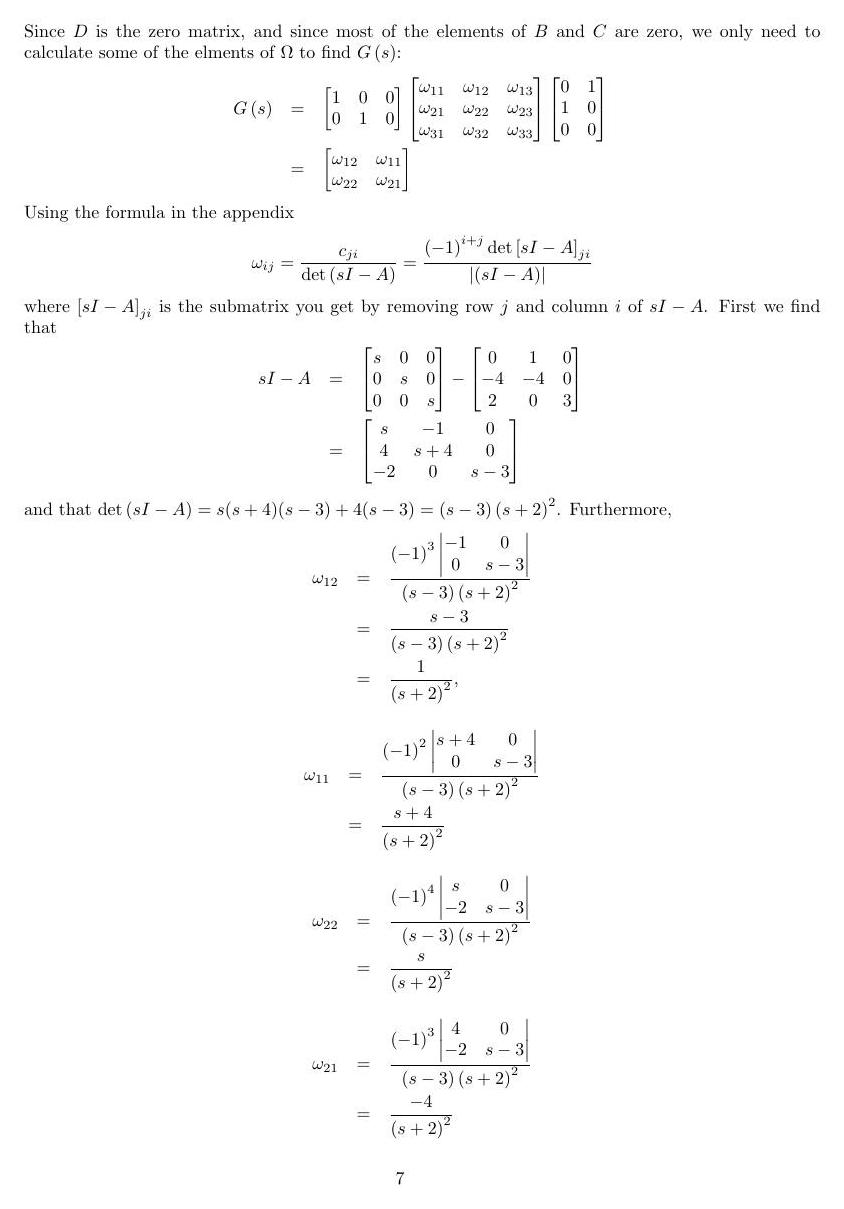 Since D is the zero matrix, and since most of the elements of B and C are zero, we only need to
calculate some of the elments of Ω to find G (s):
G (s) = [1 0 0; 0 1 0] [ω11 ω12 ω13; ω21 ω22 ω23; ω31 ω32 ω33] [0 1; 1 0; 0 0]
= [ω12 ω11; ω22 ω21]
Using the formula in the appendix
ωij = cji / det (sI − A) = (−1)^(i+j) det [sI − A]ji / |(sI − A)|
where [sI − A]ji is the submatrix you get by removing row j and column i of sI − A. First we find
that
sI − A = [s 0 0; 0 s 0; 0 0 s] − [0 1 0; −4 −4 0; 2 0 3]
= [s −1 0; 4 s + 4 0; −2 0 s − 3]
and that det (sI − A) = s(s + 4)(s − 3) + 4(s − 3) = (s − 3) (s + 2)². Furthermore,
ω12 = (−1)³ |−1 0; 0 s − 3| / (s − 3) (s + 2)²
= s − 3 / (s − 3) (s + 2)²
= 1 / (s + 2)²,
ω11 = (−1)² |s + 4 0; 0 s − 3| / (s − 3) (s + 2)²
= s + 4 / (s + 2)²
ω22 = (−1)⁴ |s 0; −2 s − 3| / (s − 3) (s + 2)²
= s / (s + 2)²
ω21 = (−1)³ |4 0; −2 s − 3| / (s − 3) (s + 2)²
= −4 / (s + 2)²
7